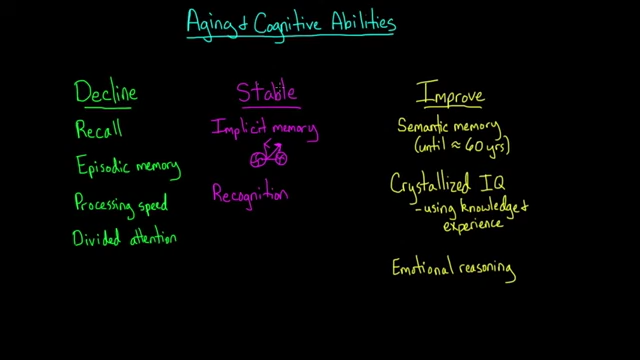 Aging & Cognitive Abilities
Decline
Recall
Episodic memory
Processing speed
Divided attention
Stable
Implicit memory
Recognition
Improve
Semantic memory
(until ≈ 60 yrs)
Crystallized IQ
- using knowledge &
experience
Emotional reasoning